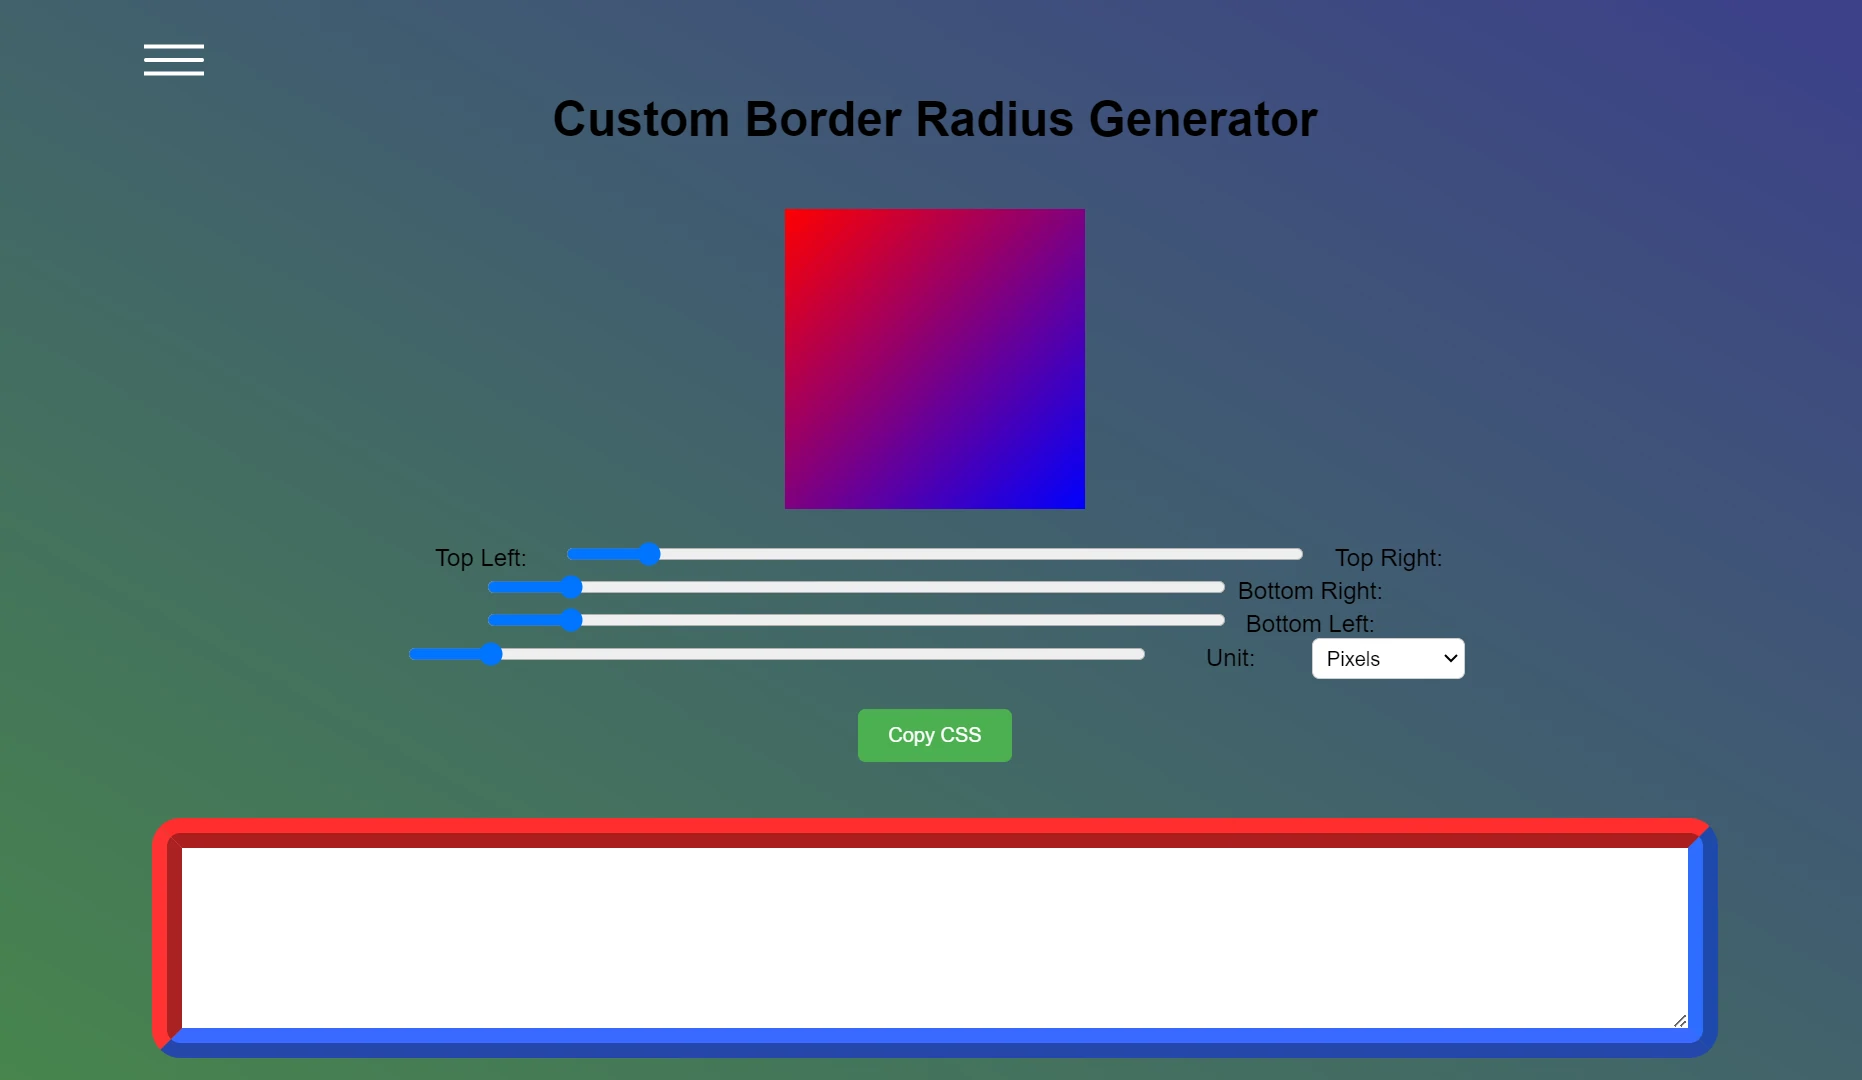 Custom Border Radius Generator
Top Left: Top Right:
Bottom Right:
Bottom Left:
Unit: Pixels
Copy CSS